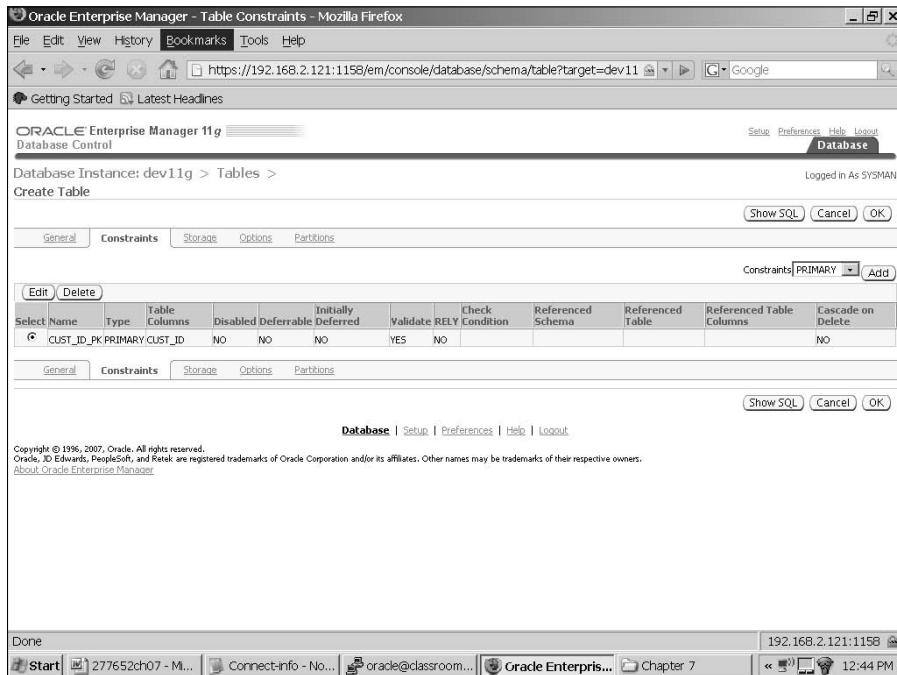 Oracle Enterprise Manager - Table Constraints - Mozilla Firefox
File Edit View History Bookmarks Tools Help
https://192.168.2.121:1158/em/console/database/schema/table?target=dev11 G Google
Getting Started Latest Headlines
ORACLE Enterprise Manager 11g
Database Control
Setup Preferences Help Logout
Database
Database Instance: dev11g > Tables >
Logged in As SYSMAN
Create Table
Show SQL Cancel OK
General Constraints Storage Options Partitions
Constraints PRIMARY Add
Edit Delete
Select Name Type Table Columns Disabled Deferrable Initially Deferred Validate RELY Check Condition Referenced Schema Referenced Table Referenced Table Columns Cascade on Delete
CUST_ID_PK PRIMARY CUST_ID NO NO NO YES NO NO
General Constraints Storage Options Partitions
Show SQL Cancel OK
Database | Setup | Preferences | Help | Logout
Copyright © 1996, 2007, Oracle. All rights reserved.
Oracle, JD Edwards, PeopleSoft, and Retek are registered trademarks of Oracle Corporation and/or its affiliates. Other names may be trademarks of their respective owners.
About Oracle Enterprise Manager
Done 192.168.2.121:1158
Start 277652ch07 - Mi... Connect-info - No... oracle@classroom... Oracle Enterpris... Chapter 7 « 12:44 PM